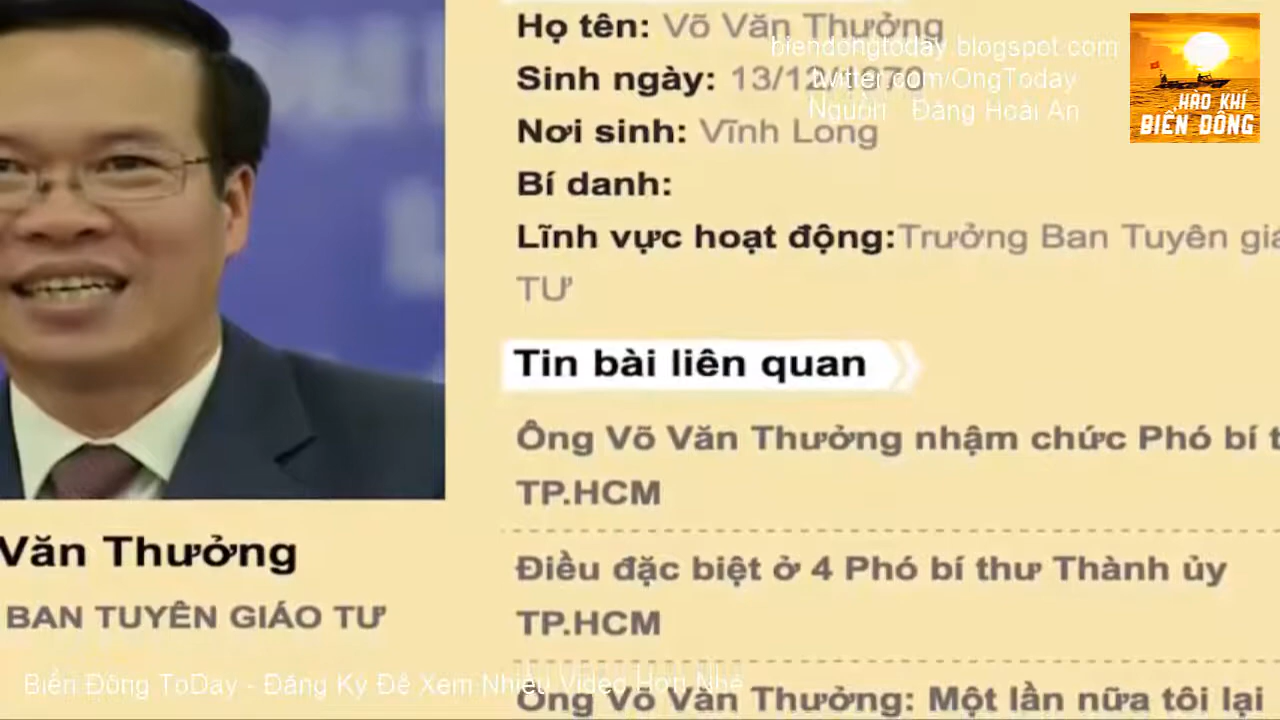 Họ tên: Võ Văn Thưởng
biendongtoday blogspot.com
Sinh ngày: 13/12/1970
twitter.com/OngToday
Nguồn Đặng Hoài An
HÀO KHÍ
BIỂN ĐÔNG
Nơi sinh: Vĩnh Long
Bí danh:
Lĩnh vực hoạt động:Trưởng Ban Tuyên
TƯ
Tin bài liên quan
Ông Võ Văn Thưởng nhậm chức Phó bí
TP.HCM
Văn Thưởng
Điều đặc biệt ở 4 Phó bí thư Thành ủy
BAN TUYÊN GIÁO TƯ
TP.HCM
Biển Đông ToDay - Đăng Ký Để Xem Nhiều Video Hơn Nhé
Ông Võ Văn Thưởng: Một lần nữa tôi lại